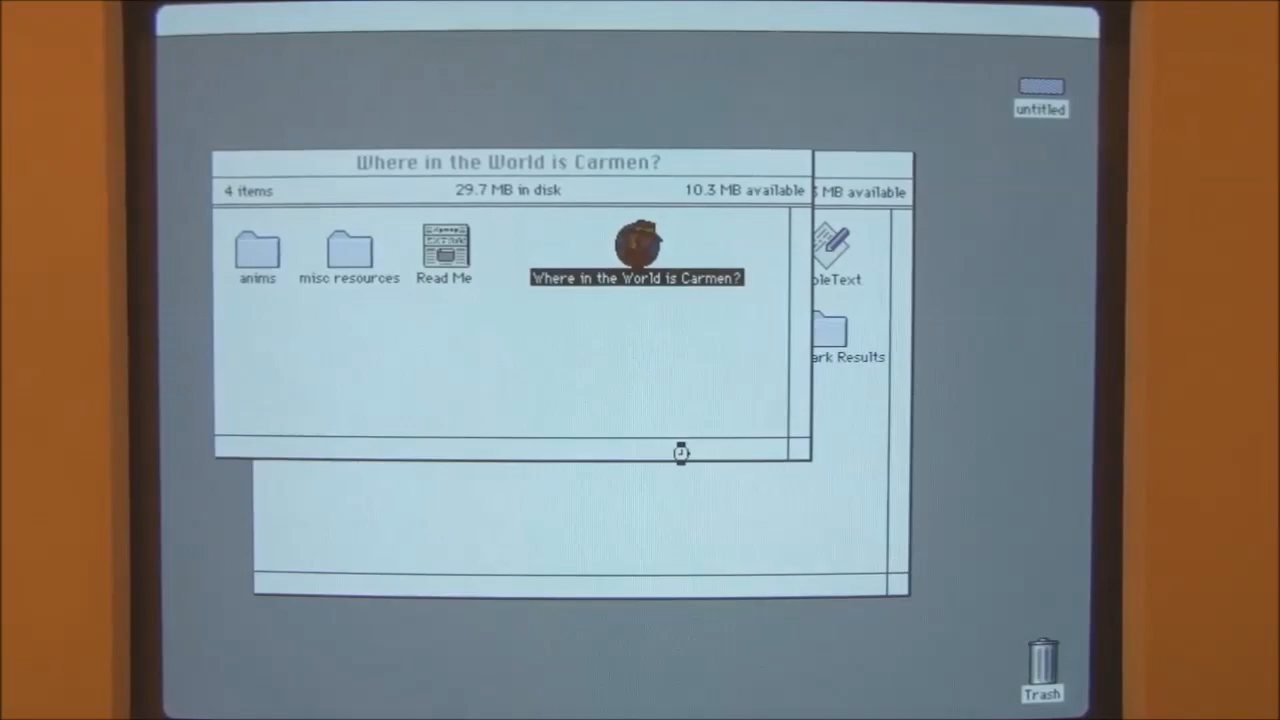 untitled
Where in the World is Carmen?
4 items
29.7 MB in disk
10.3 MB available
MB available
anims
misc resources
Read Me
Where in the World is Carmen?
bleText
ark Results
Trash